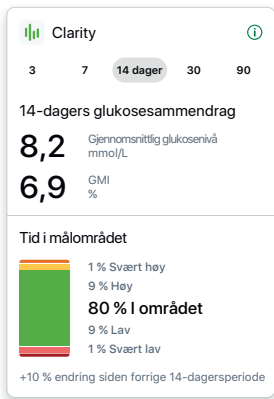 Clarity
3 7 14 dager 30 90
14-dagers glukosesammendrag
8,2 Gjennomsnittlig glukosenivå
mmol/L
6,9 GMI
%
Tid i målområdet
1 % Svært høy
9 % Høy
80 % I området
9 % Lav
1 % Svært lav
+10 % endring siden forrige 14-dagersperiode